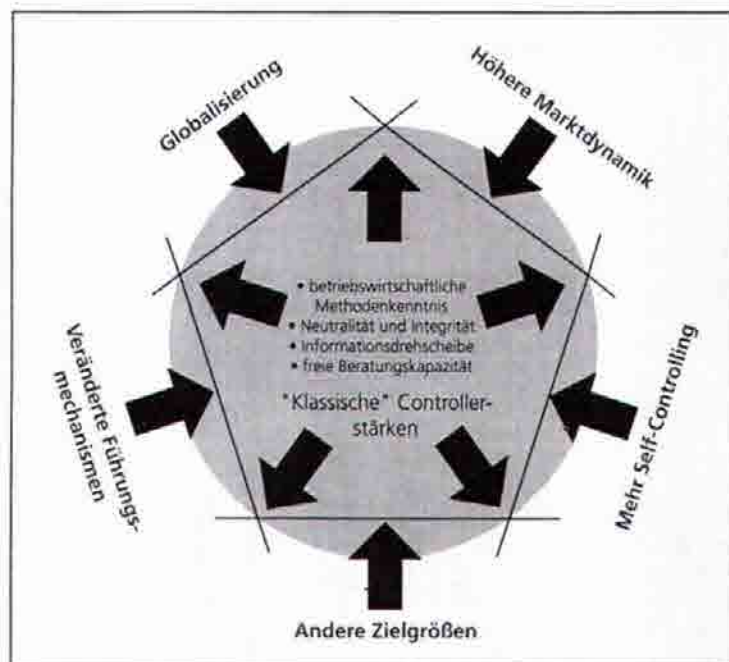 Globalisierung
Höhere Marktdynamik
• betriebswirtschaftliche
Methodenkenntnis
• Neutralität und Integrität
• Informationsdrehscheibe
• freie Beratungskapazität
"Klassische" Controller-
stärken
Veränderte Führungs-
mechanismen
Mehr Self-Controlling
Andere Zielgrößen